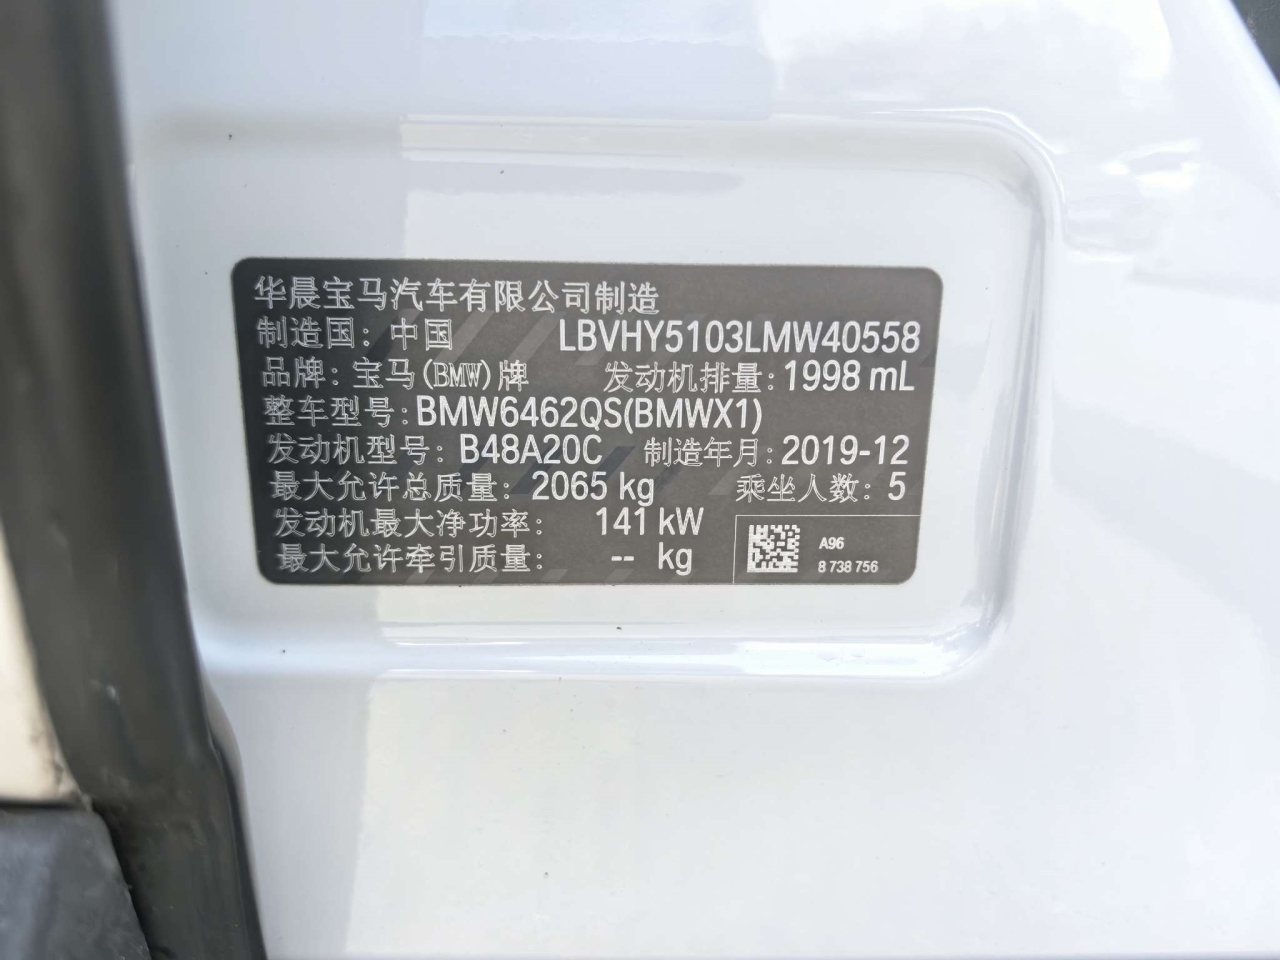 华晨宝马汽车有限公司制造
制造国：中国 LBVHY5103LMW40558
品牌：宝马(BMW)牌 发动机排量：1998 mL
整车型号：BMW6462QS(BMWX1)
发动机型号：B48A20C 制造年月：2019-12
最大允许总质量：2065 kg 乘坐人数：5
发动机最大净功率：141 kW
最大允许牵引质量：-- kg
A96
8 738 756